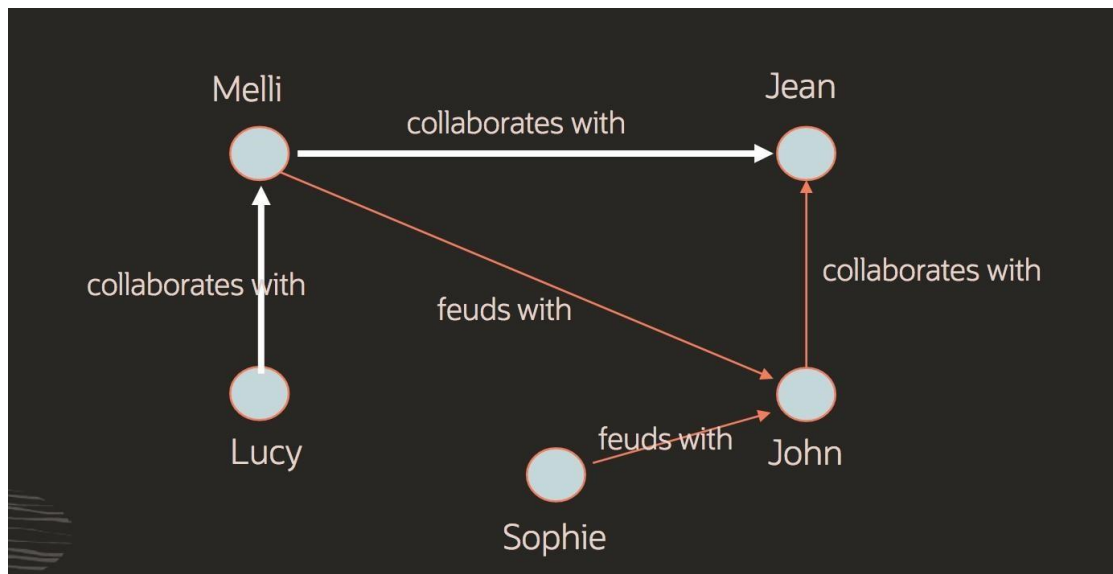 Melli
Jean
collaborates with
collaborates with
collaborates with
feuds with
feuds with
Lucy
John
Sophie